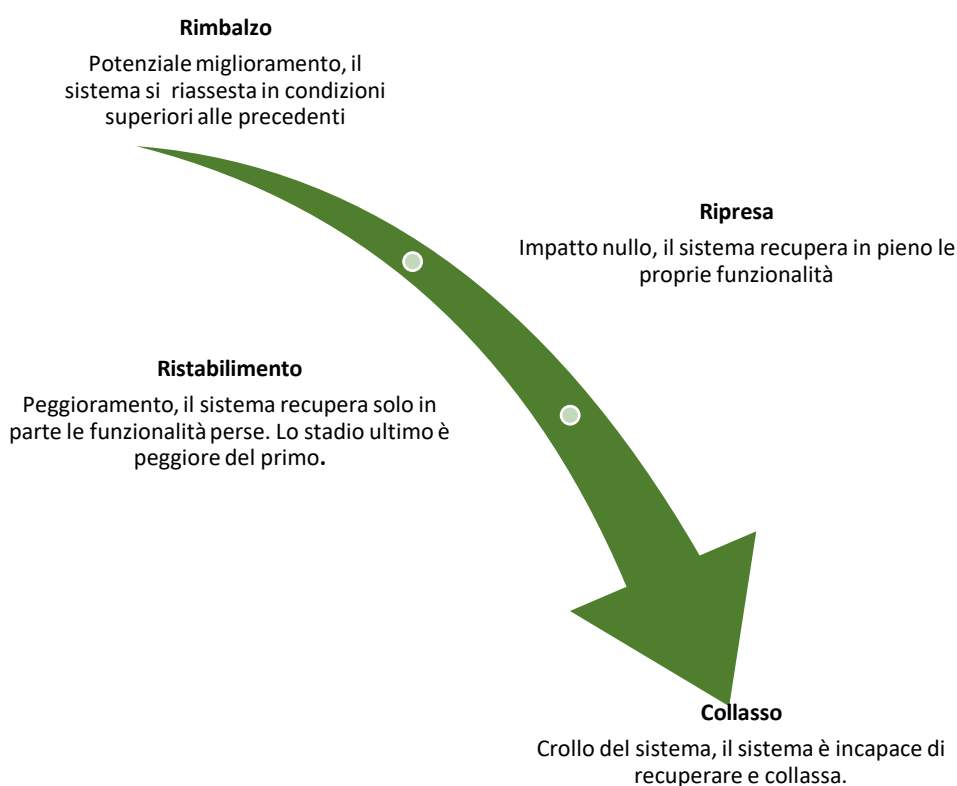 Rimbalzo
Potenziale miglioramento, il
sistema si riassesta in condizioni
superiori alle precedenti
Ripresa
Impatto nullo, il sistema recupera in pieno le
proprie funzionalità
Ristabilimento
Peggioramento, il sistema recupera solo in
parte le funzionalità perse. Lo stadio ultimo è
peggiore del primo.
Collasso
Crollo del sistema, il sistema è incapace di
recuperare e collassa.